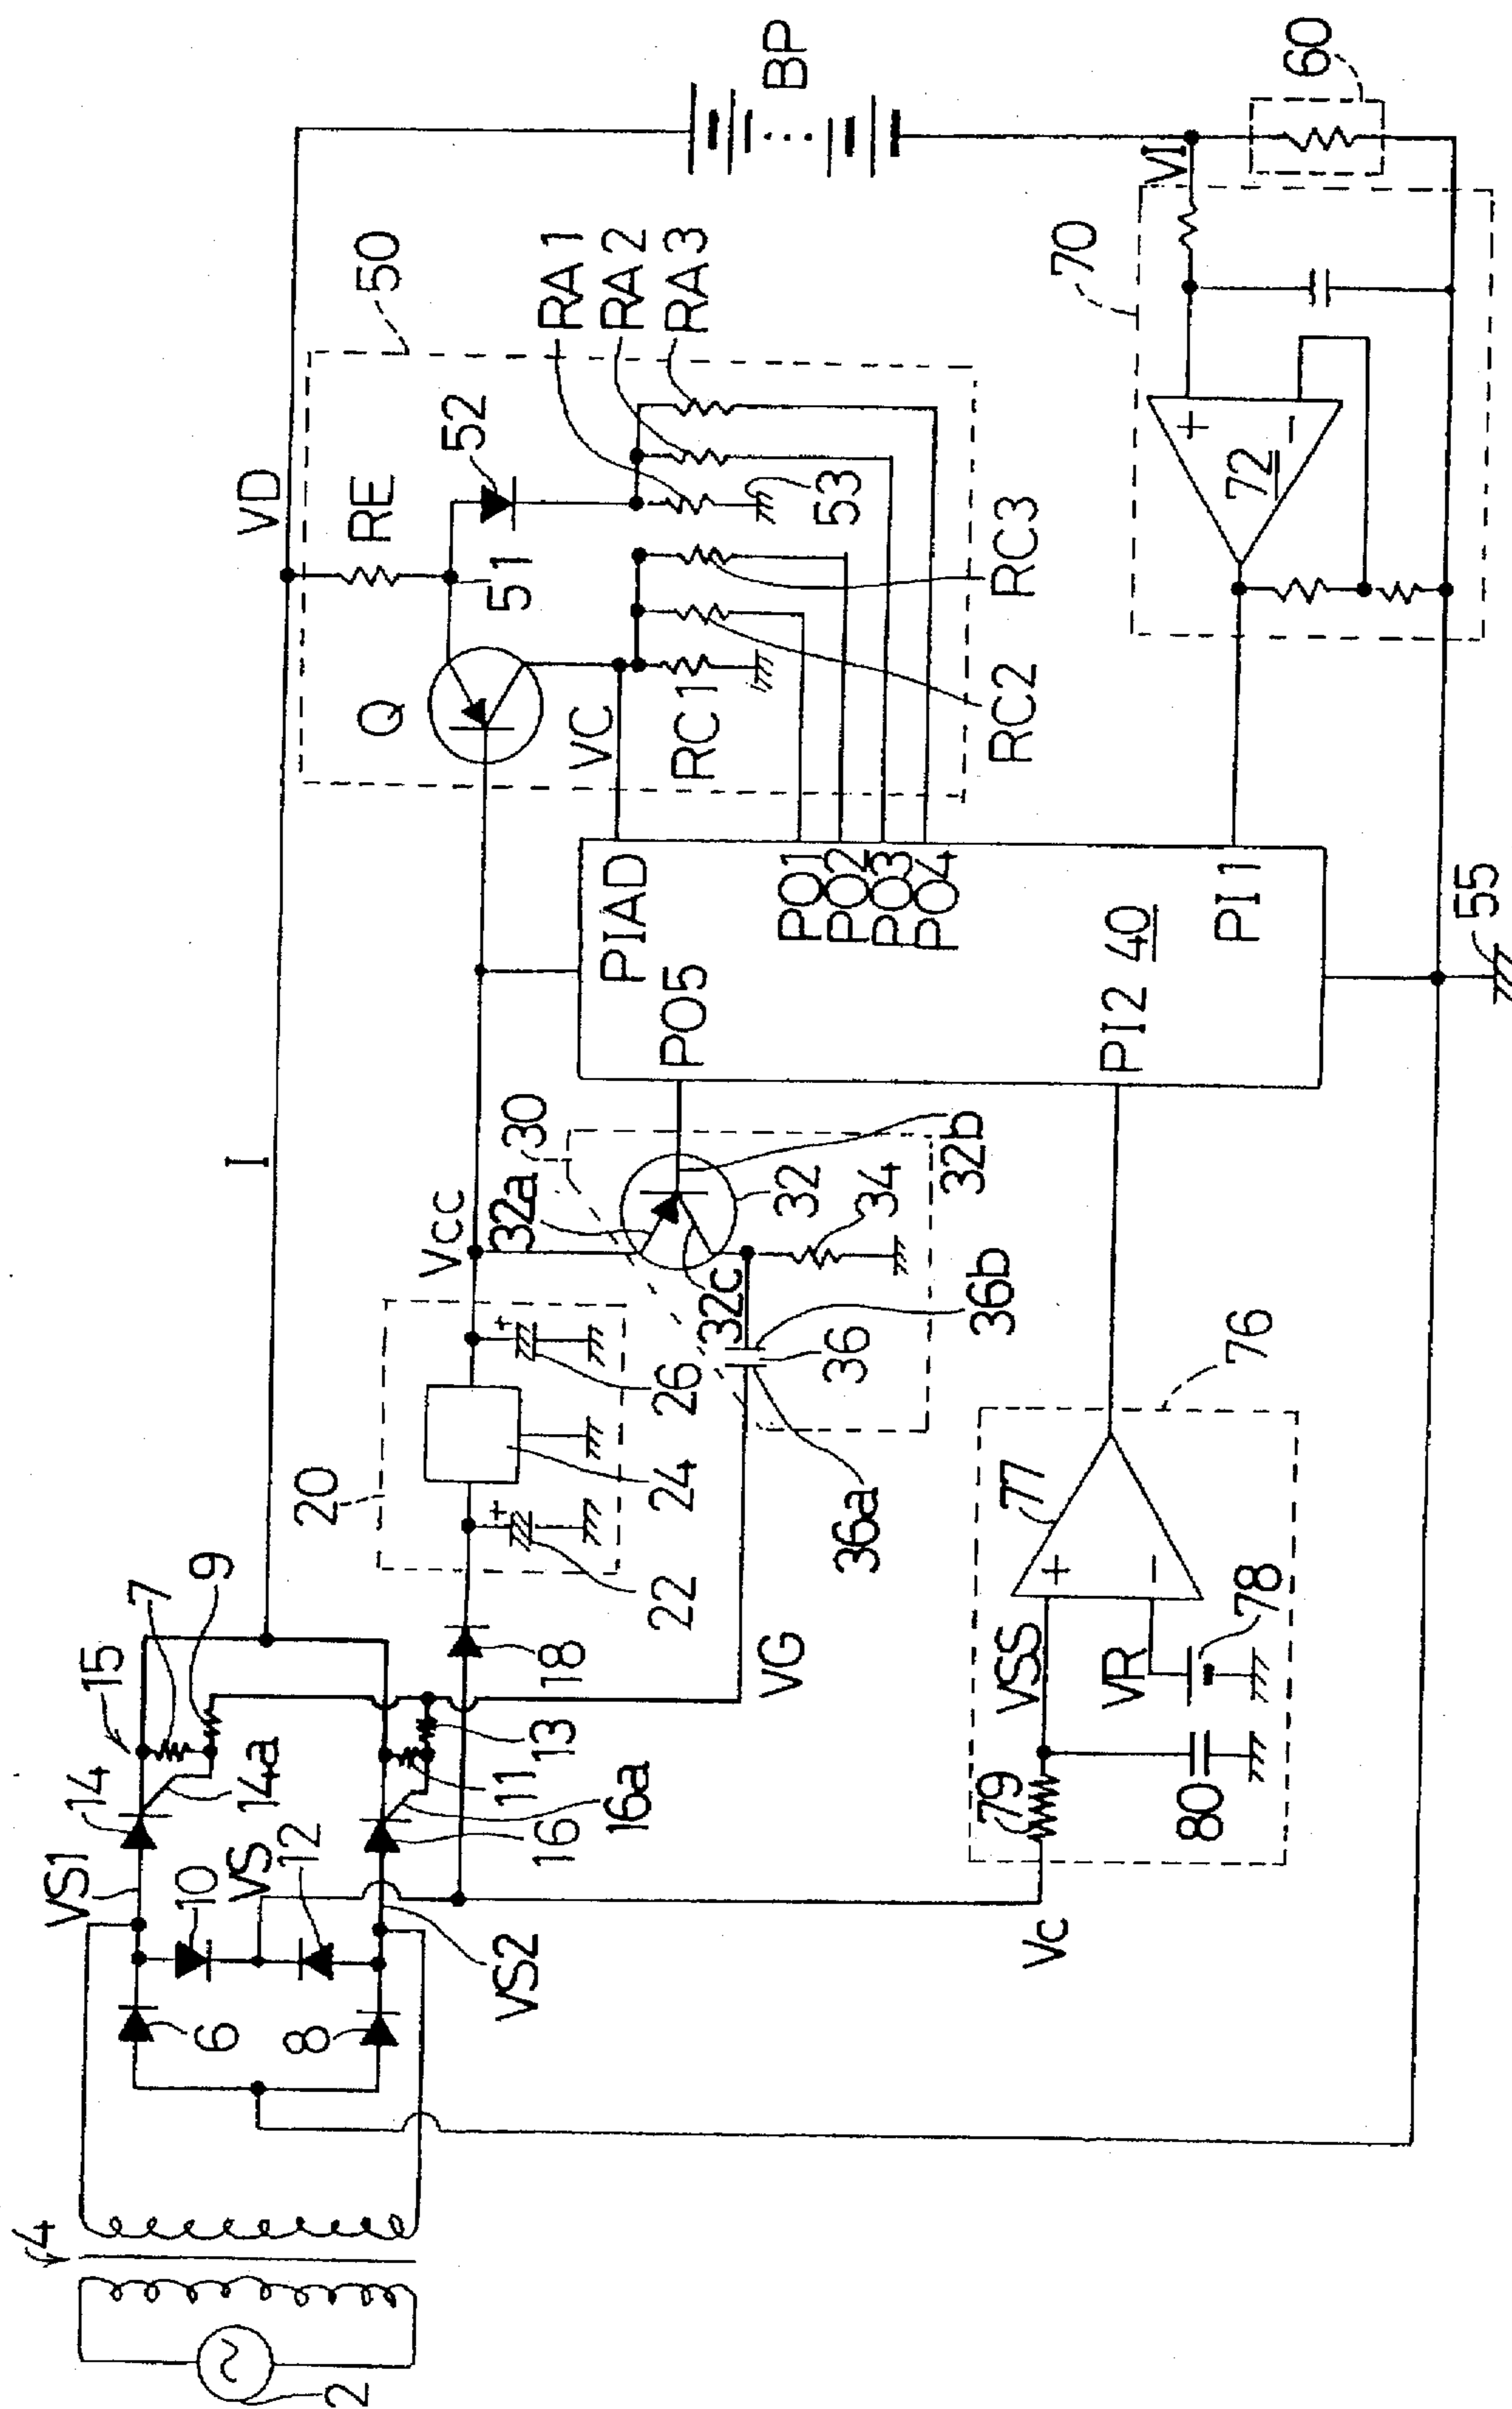 4
2
VS1
14
15
7
9
6
10
VS
12
14a
8
16
11
13
16a
VS2
18
VG
Vc
20
22
24
26
Vcc
I
30
32a
32b
32
32c
34
36
36a
36b
PO5
PIAD
PO1
PO2
PO3
PO4
PI2
40
PI1
VD
RE
51
52
50
Q
VC
RC1
RC2
RC3
53
RA1
RA2
RA3
BP
VI
60
70
72
+
−
55
76
77
+
−
VSS
VR
78
79
80
+
+